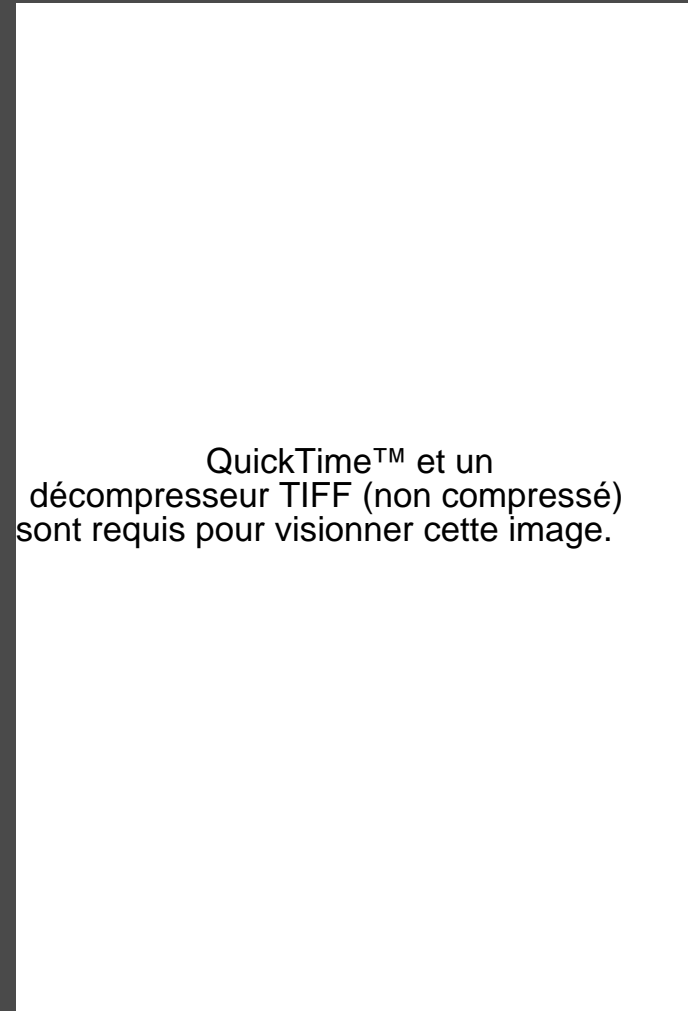 QuickTime™ et un
décompresseur TIFF (non compressé)
sont requis pour visionner cette image.